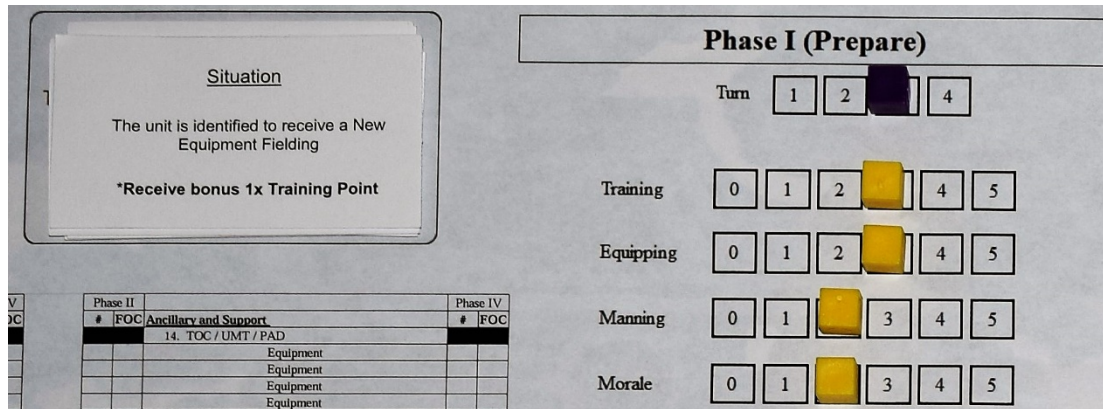 Situation
The unit is identified to receive a New
Equipment Fielding
*Receive bonus 1x Training Point
Phase I (Prepare)
Turn 1 2 4
Training 0 1 2 4 5
Equipping 0 1 2 4 5
Manning 0 1 3 4 5
Morale 0 1 3 4 5
V Phase II Phase IV
# FOC Ancillary and Support # FOC
14. TOC / UMT / PAD
Equipment
Equipment
Equipment
Equipment